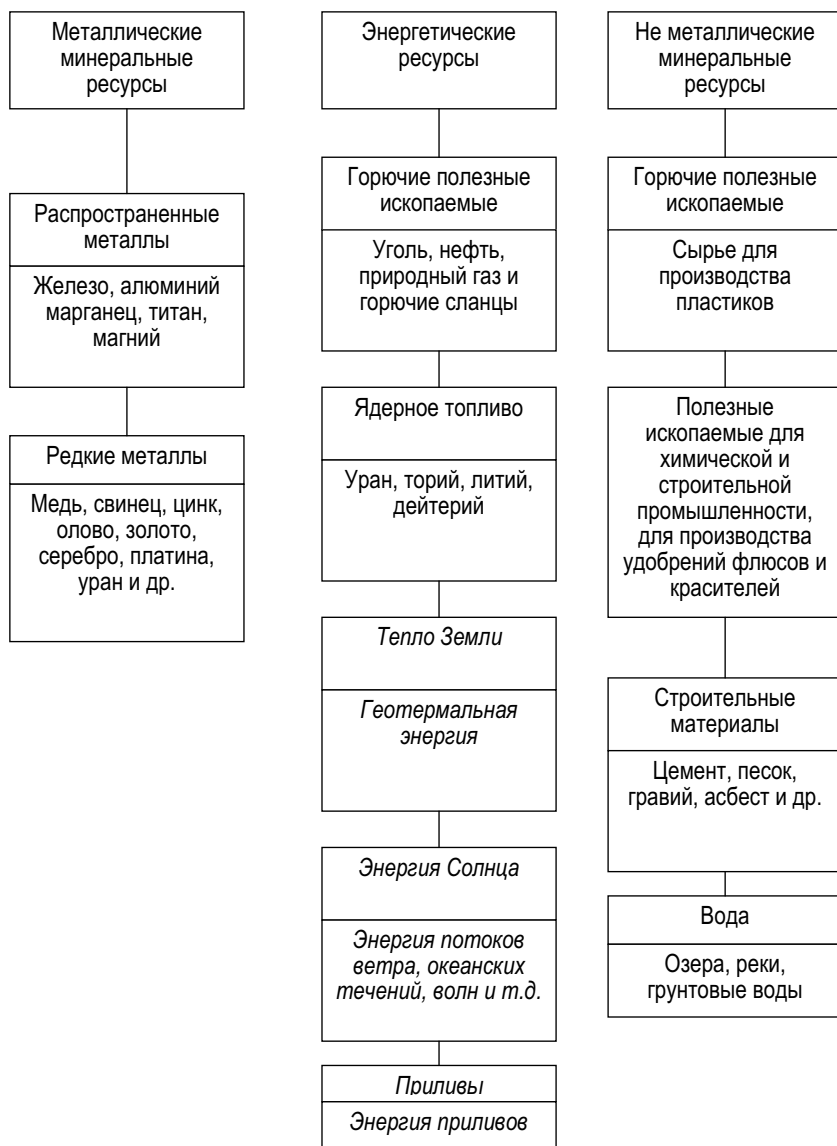 Металлические
минеральные
ресурсы
Распространенные
металлы
Железо, алюминий
марганец, титан,
магний
Редкие металлы
Медь, свинец, цинк,
олово, золото,
серебро, платина,
уран и др.
Энергетические
ресурсы
Горючие полезные
ископаемые
Уголь, нефть,
природный газ и
горючие сланцы
Ядерное топливо
Уран, торий, литий,
дейтерий
Тепло Земли
Геотермальная
энергия
Энергия Солнца
Энергия потоков
ветра, океанских
течений, волн и т.д.
Приливы
Энергия приливов
Не металлические
минеральные
ресурсы
Горючие полезные
ископаемые
Сырье для
производства
пластиков
Полезные
ископаемые для
химической и
строительной
промышленности,
для производства
удобрений флюсов и
красителей
Строительные
материалы
Цемент, песок,
гравий, асбест и др.
Вода
Озера, реки,
грунтовые воды